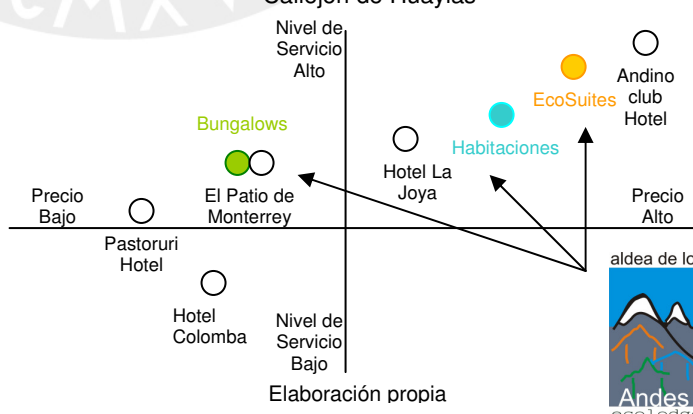 Callejón de Huaylas
Nivel de
Servicio
Alto
Andino
club
Hotel
EcoSuites
Bungalows
Habitaciones
Hotel La
Joya
Precio
Bajo
El Patio de
Monterrey
Precio
Alto
Pastoruri
Hotel
aldea de lo
Hotel
Colomba
Nivel de
Servicio
Bajo
Andes
Elaboración propia